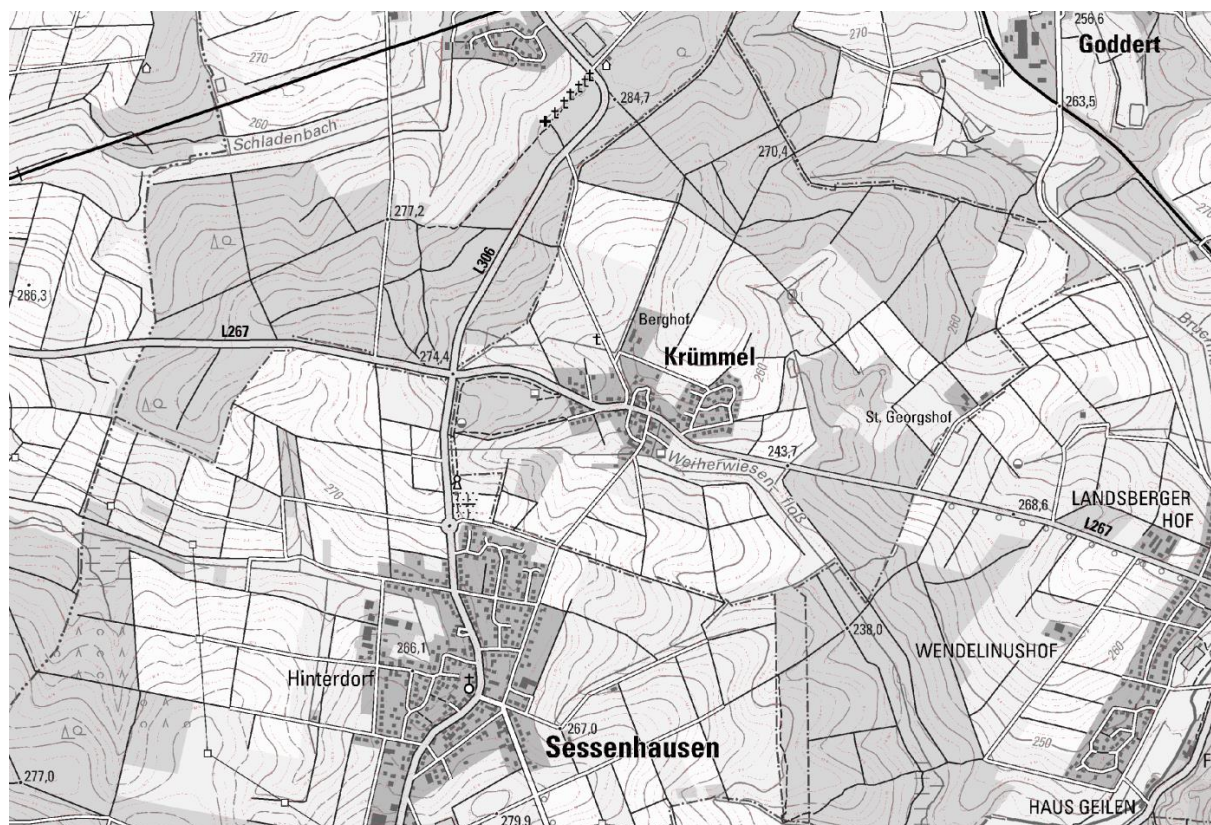 256,6
270
270
Goddert
284,7
263,5
260
Schladenbach
270,4
277,2
L306
286,3
L267
260
Berghof
274,4
Krümmel
260
St. Georgshof
243,7
Weiherwiesen- floß
270
268,6
LANDSBERGER
HOF
L267
238,0
266,1
WENDELINUSHOF
260
Hinterdorf
267,0
Sessenhausen
250
277,0
HAUS GEILEN
279,9